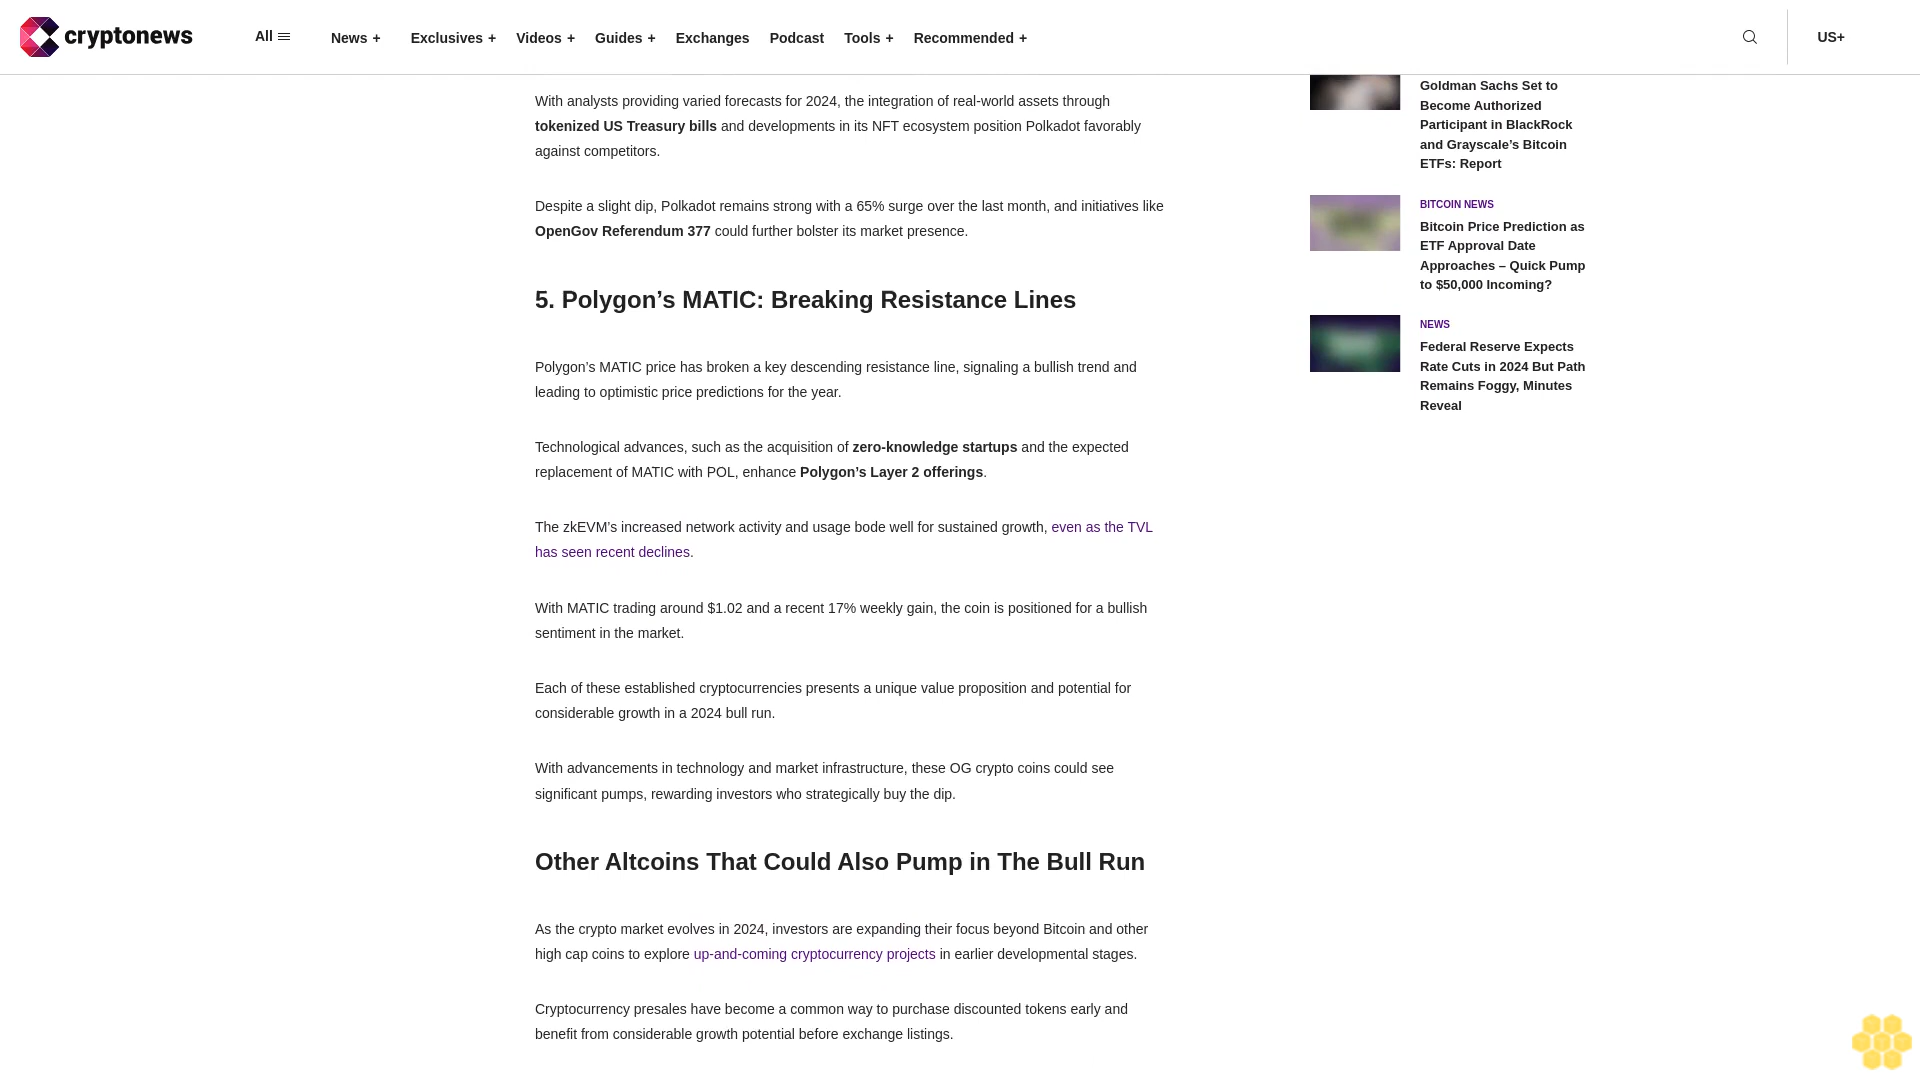 cryptonews
All
News +
Exclusives +
Videos +
Guides +
Exchanges
Podcast
Tools +
Recommended +
US+
With analysts providing varied forecasts for 2024, the integration of real-world assets through
tokenized US Treasury bills and developments in its NFT ecosystem position Polkadot favorably
against competitors.
Despite a slight dip, Polkadot remains strong with a 65% surge over the last month, and initiatives like
OpenGov Referendum 377 could further bolster its market presence.
5. Polygon’s MATIC: Breaking Resistance Lines
Polygon’s MATIC price has broken a key descending resistance line, signaling a bullish trend and
leading to optimistic price predictions for the year.
Technological advances, such as the acquisition of zero-knowledge startups and the expected
replacement of MATIC with POL, enhance Polygon’s Layer 2 offerings.
The zkEVM’s increased network activity and usage bode well for sustained growth, even as the TVL
has seen recent declines.
With MATIC trading around $1.02 and a recent 17% weekly gain, the coin is positioned for a bullish
sentiment in the market.
Each of these established cryptocurrencies presents a unique value proposition and potential for
considerable growth in a 2024 bull run.
With advancements in technology and market infrastructure, these OG crypto coins could see
significant pumps, rewarding investors who strategically buy the dip.
Other Altcoins That Could Also Pump in The Bull Run
As the crypto market evolves in 2024, investors are expanding their focus beyond Bitcoin and other
high cap coins to explore up-and-coming cryptocurrency projects in earlier developmental stages.
Cryptocurrency presales have become a common way to purchase discounted tokens early and
benefit from considerable growth potential before exchange listings.
Goldman Sachs Set to
Become Authorized
Participant in BlackRock
and Grayscale’s Bitcoin
ETFs: Report
BITCOIN NEWS
Bitcoin Price Prediction as
ETF Approval Date
Approaches – Quick Pump
to $50,000 Incoming?
NEWS
Federal Reserve Expects
Rate Cuts in 2024 But Path
Remains Foggy, Minutes
Reveal